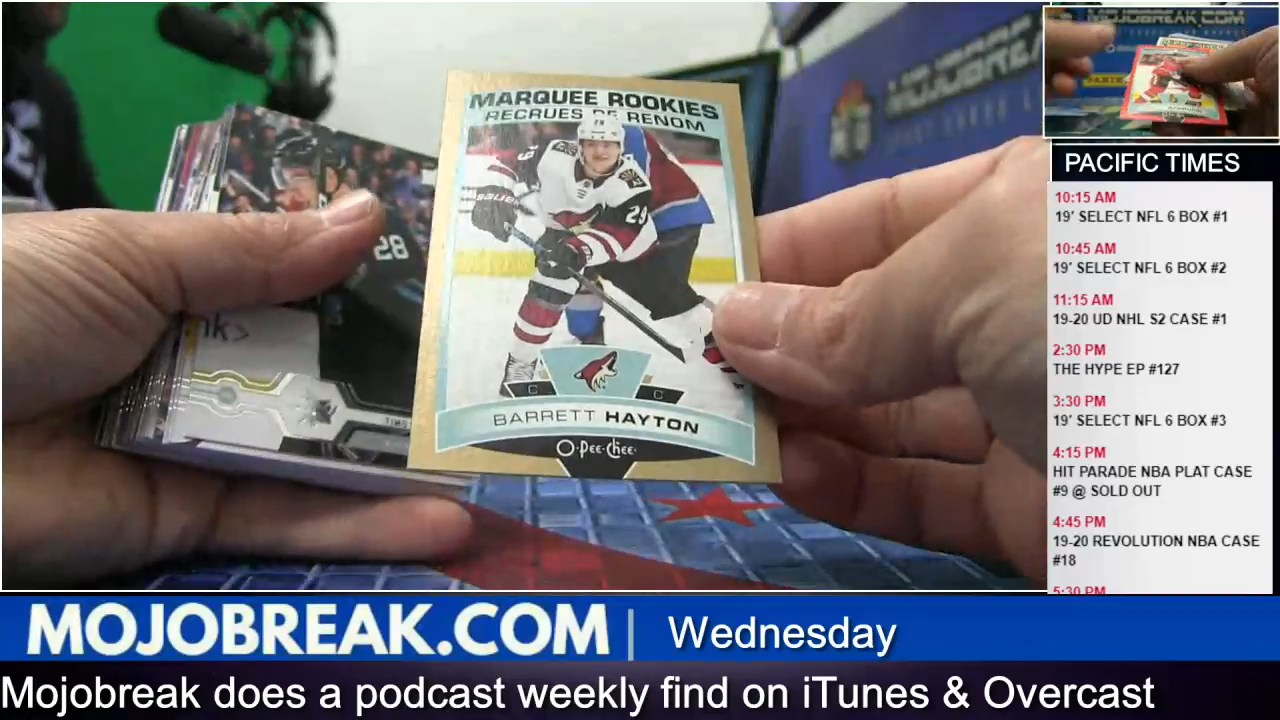 MOJOBREAK.COM
PACIFIC TIMES
10:15 AM
19' SELECT NFL 6 BOX #1
10:45 AM
19' SELECT NFL 6 BOX #2
11:15 AM
19-20 UD NHL S2 CASE #1
2:30 PM
THE HYPE EP #127
3:30 PM
19' SELECT NFL 6 BOX #3
4:15 PM
HIT PARADE NBA PLAT CASE
#9 @ SOLD OUT
4:45 PM
19-20 REVOLUTION NBA CASE
#18
5:30 PM
MOJOBREAK
MARQUEE ROOKIES
RECRUES DE RENOM
29
29
28
C C
BARRETT HAYTON
O-PEE-CHEE
MOJOBREAK.COM | Wednesday
Mojobreak does a podcast weekly find on iTunes & Overcast